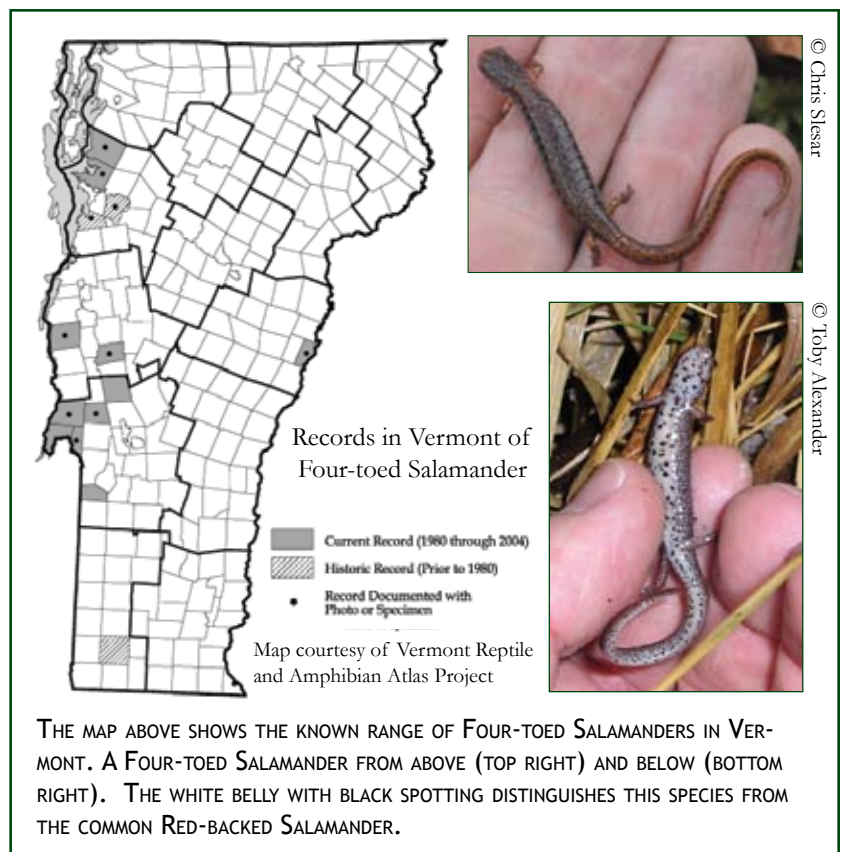 © Chris Slesar
© Toby Alexander
Records in Vermont of
Four-toed Salamander
Current Record (1980 through 2004)
Historic Record (Prior to 1980)
Record Documented with
Photo or Specimen
Map courtesy of Vermont Reptile
and Amphibian Atlas Project
The map above shows the known range of Four-toed Salamanders in Ver-
mont. A Four-toed Salamander from above (top right) and below (bottom
right). The white belly with black spotting distinguishes this species from
the common Red-backed Salamander.